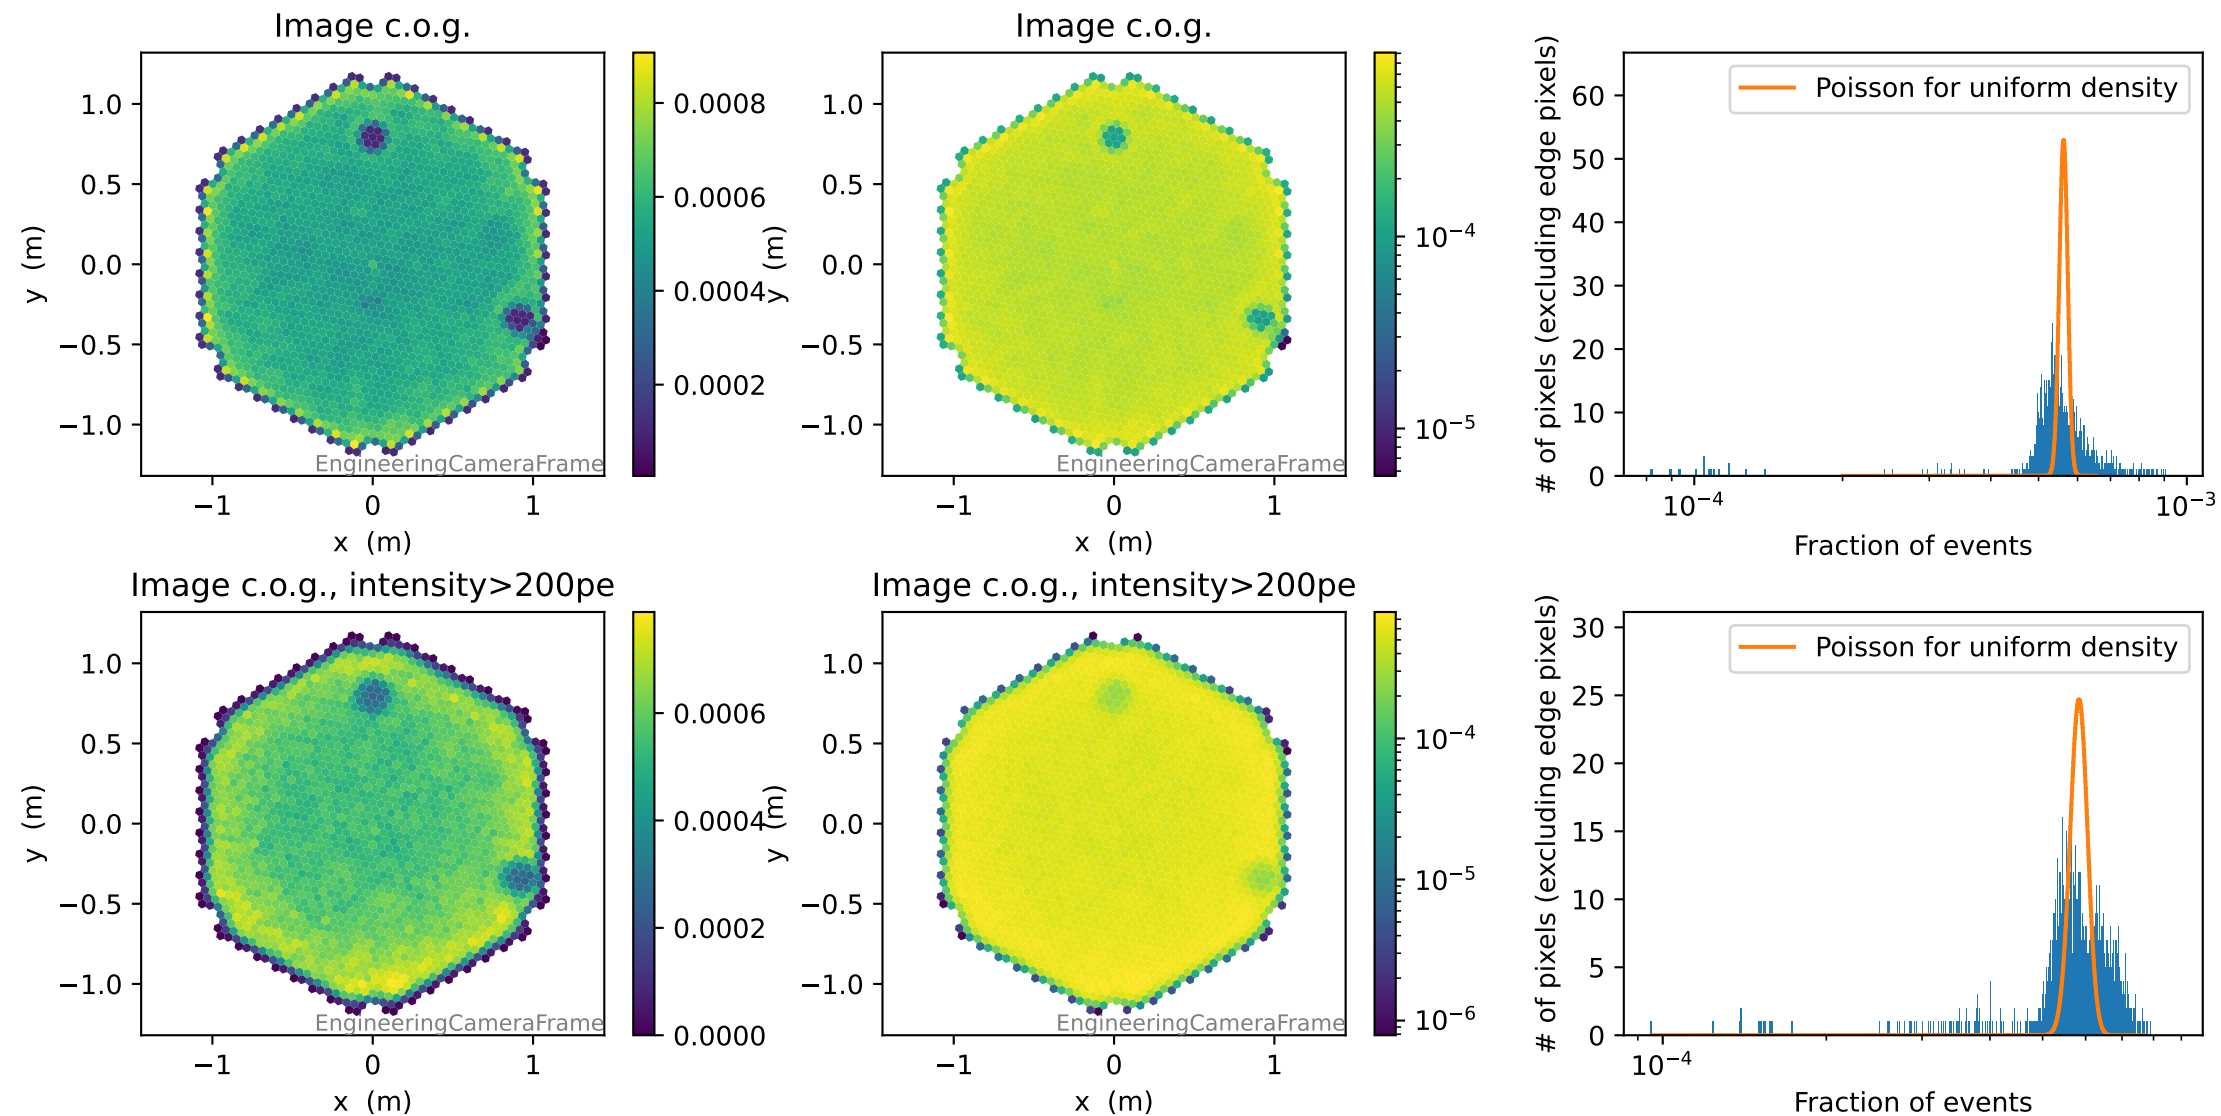 Image c.o.g.
1.0
0.5
0.0
−0.5
−1.0
y (m)
−1
0
1
x (m)
EngineeringCameraFrame
0.0008
0.0006
0.0004
0.0002
Image c.o.g.
1.0
0.5
0.0
−0.5
−1.0
y (m)
−1
0
1
x (m)
EngineeringCameraFrame
10⁻⁴
10⁻⁵
Poisson for uniform density
# of pixels (excluding edge pixels)
60
50
40
30
20
10
0
10⁻⁴
10⁻³
Fraction of events
Image c.o.g., intensity>200pe
1.0
0.5
0.0
−0.5
−1.0
y (m)
−1
0
1
x (m)
EngineeringCameraFrame
0.0006
0.0004
0.0002
0.0000
Image c.o.g., intensity>200pe
1.0
0.5
0.0
−0.5
−1.0
y (m)
−1
0
1
x (m)
EngineeringCameraFrame
10⁻⁴
10⁻⁵
10⁻⁶
Poisson for uniform density
# of pixels (excluding edge pixels)
30
25
20
15
10
5
0
10⁻⁴
Fraction of events